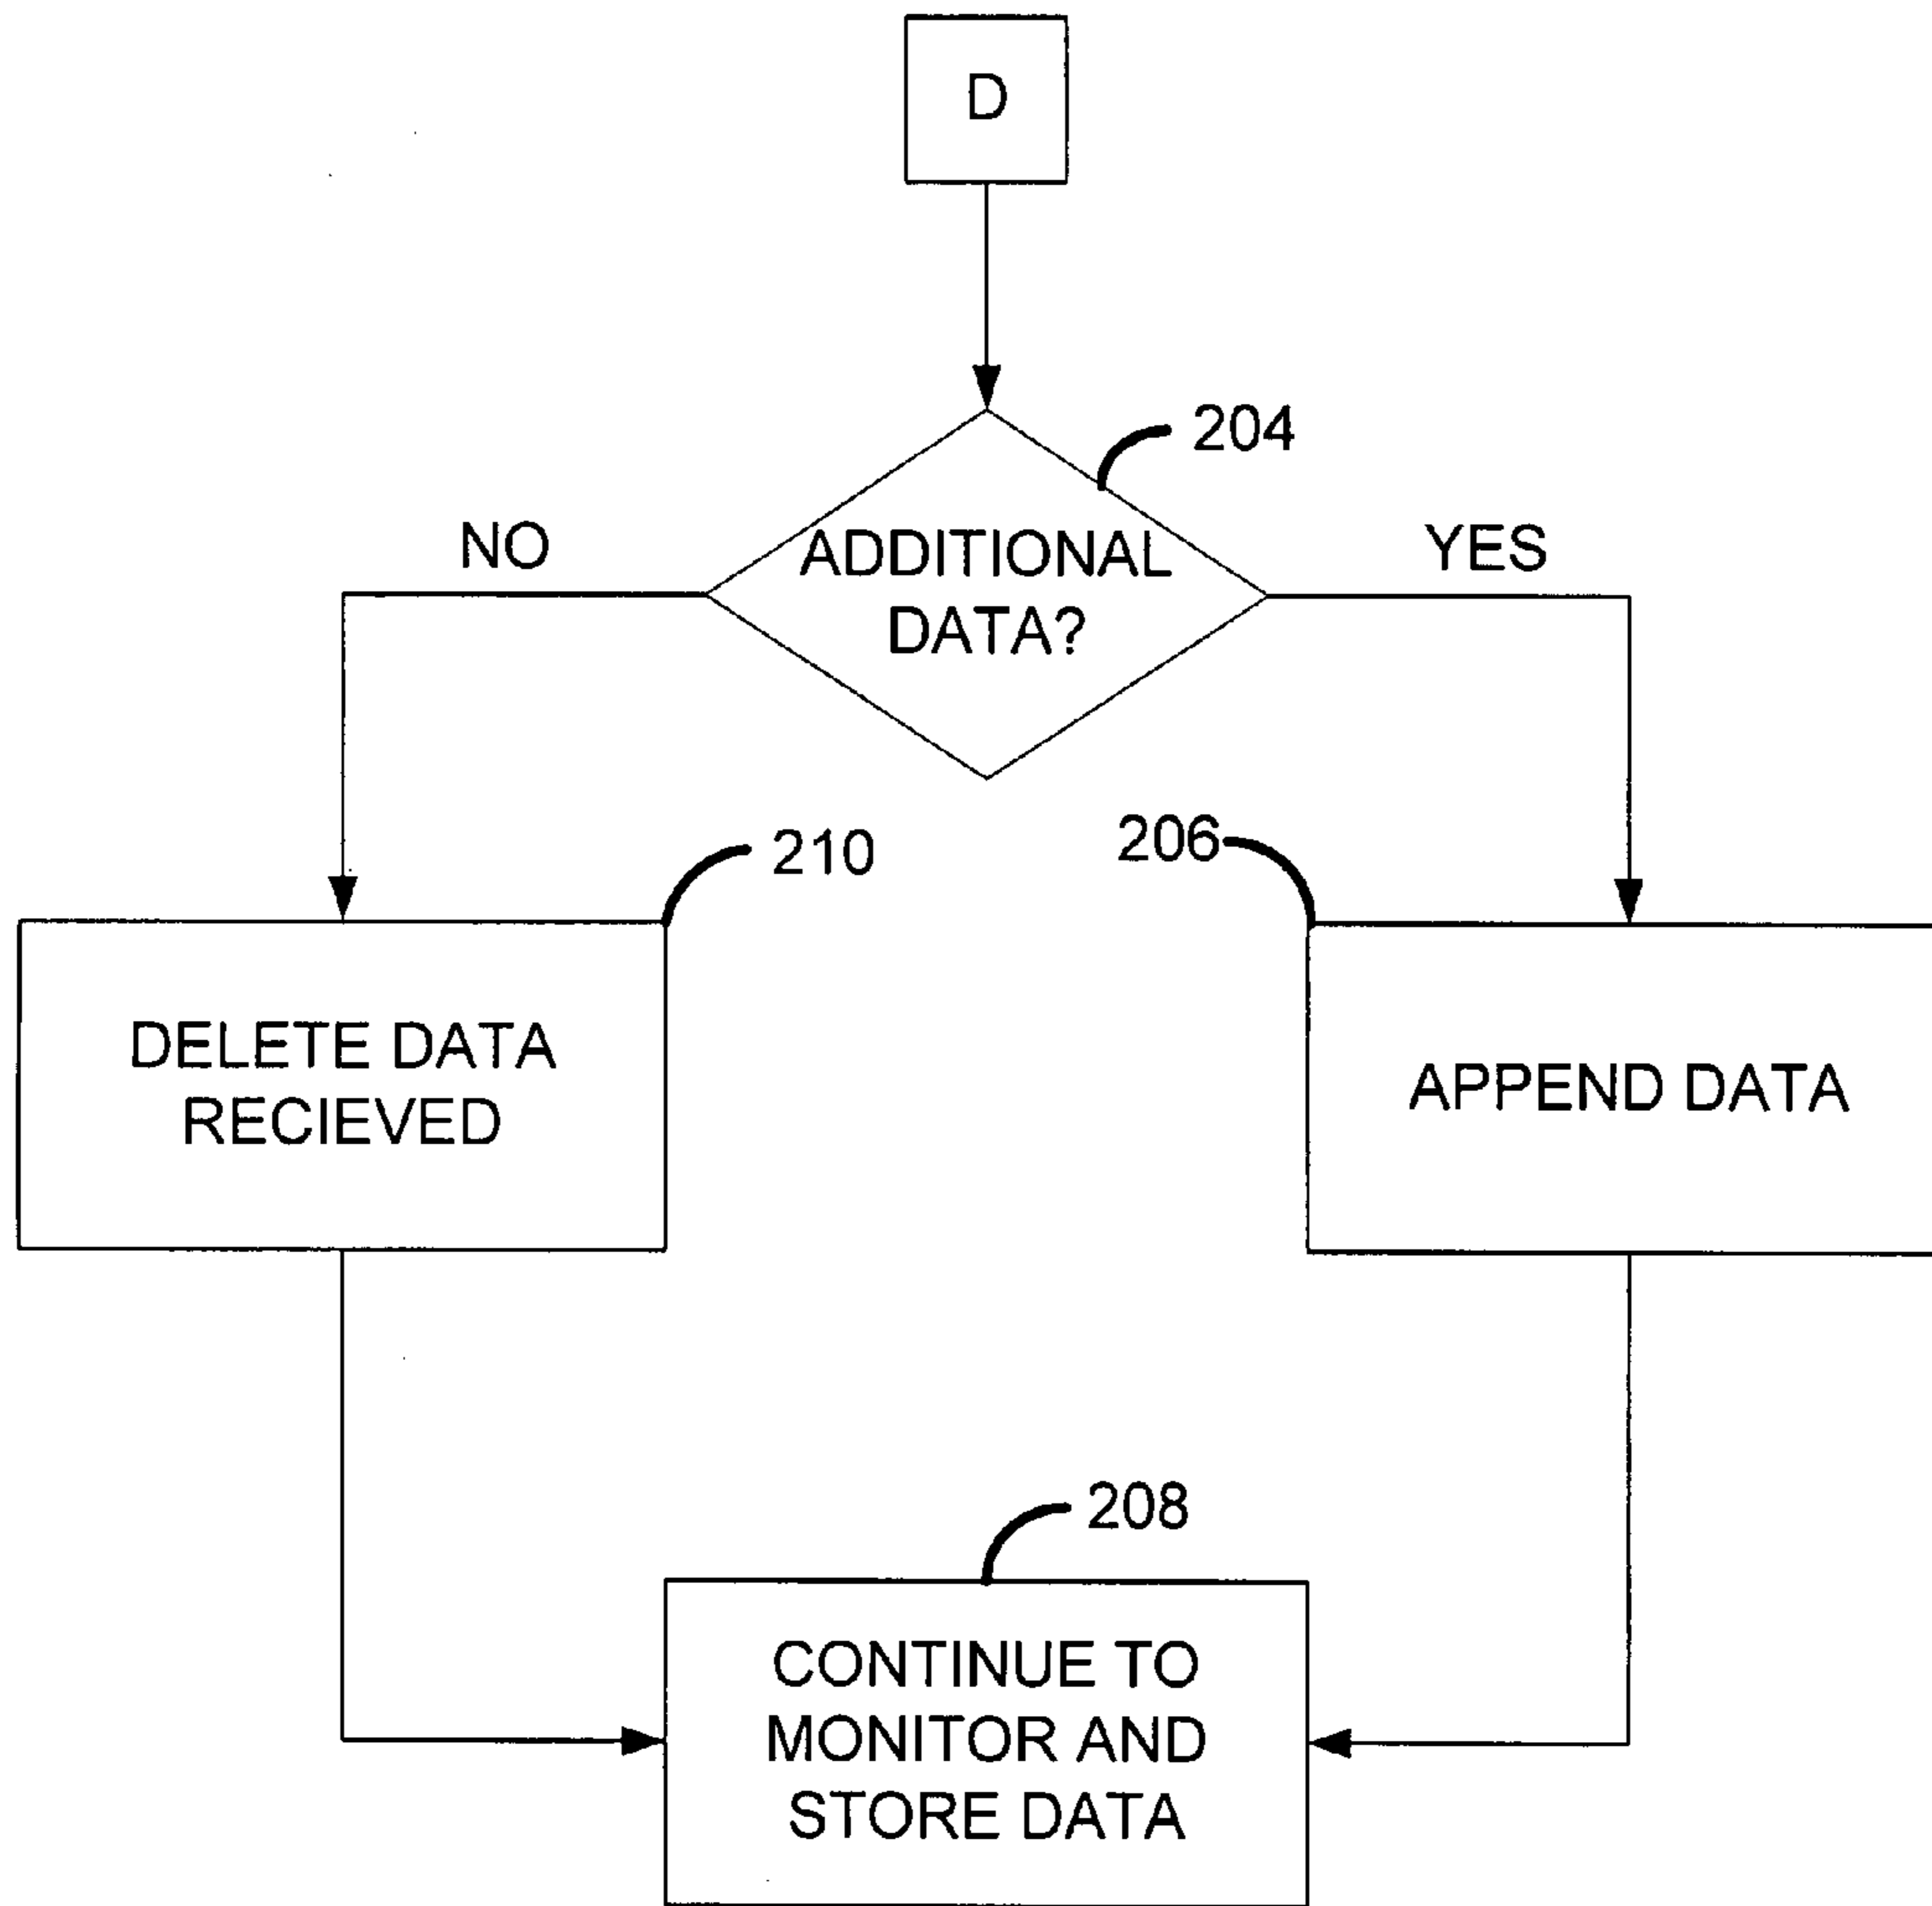 D
204
ADDITIONAL
DATA?
NO
YES
210
206
DELETE DATA
RECIEVED
APPEND DATA
208
CONTINUE TO
MONITOR AND
STORE DATA